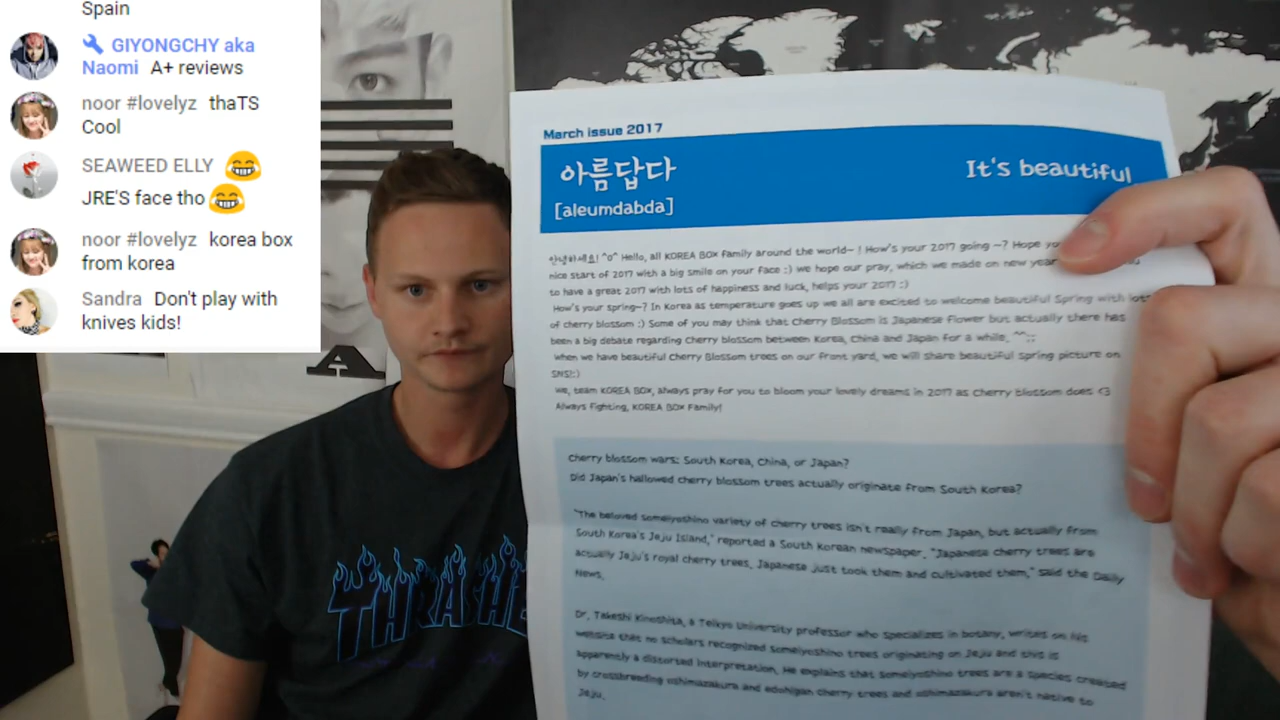 Spain
GIYONGCHY aka
Naomi A+ reviews
noor #lovelyz thaTS
Cool
SEAWEED ELLY 😂
JRE'S face tho 😂
noor #lovelyz korea box
from korea
Sandra Don't play with
knives kids!
A
THRASHE
March issue 2017
아름답다
It's beautiful
[aleumdabda]
안녕하세요! ^o^ Hello, all KOREA BOX family around the world~ ! How's your 2017 going ~? Hope
nice start of 2017 with a big smile on your face :) We hope our pray, which we made on new year
to have a great 2017 with lots of happiness and luck, helps your 2017 :)
How's your spring~? In Korea as temperature goes up we all are excited to welcome beautiful Spring with lots
of cherry blossom :) Some of you may think that Cherry Blossom is Japanese flower but actually there has
been a big debate regarding Cherry blossom between Korea, China and Japan for a while. ^^;;
When we have beautiful Cherry Blossom trees on our front yard, we will share beautiful spring picture on
SNS!:)
We, team KOREA BOX, always pray for you to bloom your lovely dreams in 2017 as Cherry blossom does <3
Always Fighting, KOREA BOX Family!
Cherry blossom wars: South Korea, China, or Japan?
Did Japan's hallowed cherry blossom trees actually originate from South Korea?
"The beloved someiyoshino variety of cherry trees isn't really from Japan, but actually from
South Korea's Jeju Island," reported a South Korean newspaper. "Japanese cherry trees are
actually Jeju's royal cherry trees. Japanese just took them and cultivated them," said the Daily
News.
Dr. Takeshi Kinoshita, a Teikyo University professor who specializes in botany, writes on his
website that no scholars recognized someiyoshino trees originating on Jeju and this is
apparently a distorted interpretation. He explains that someiyoshino trees are a species created
by crossbreeding oshimazakura and edohigan cherry trees and oshimazakura aren't native to
Jeju.